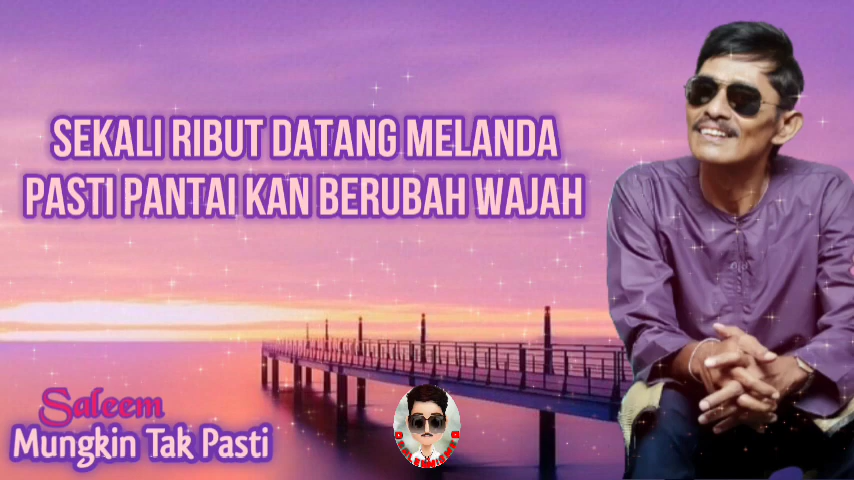 SEKALI RIBUT DATANG MELANDA
PASTI PANTAI KAN BERUBAH WAJAH
Saleem
Mungkin Tak Pasti